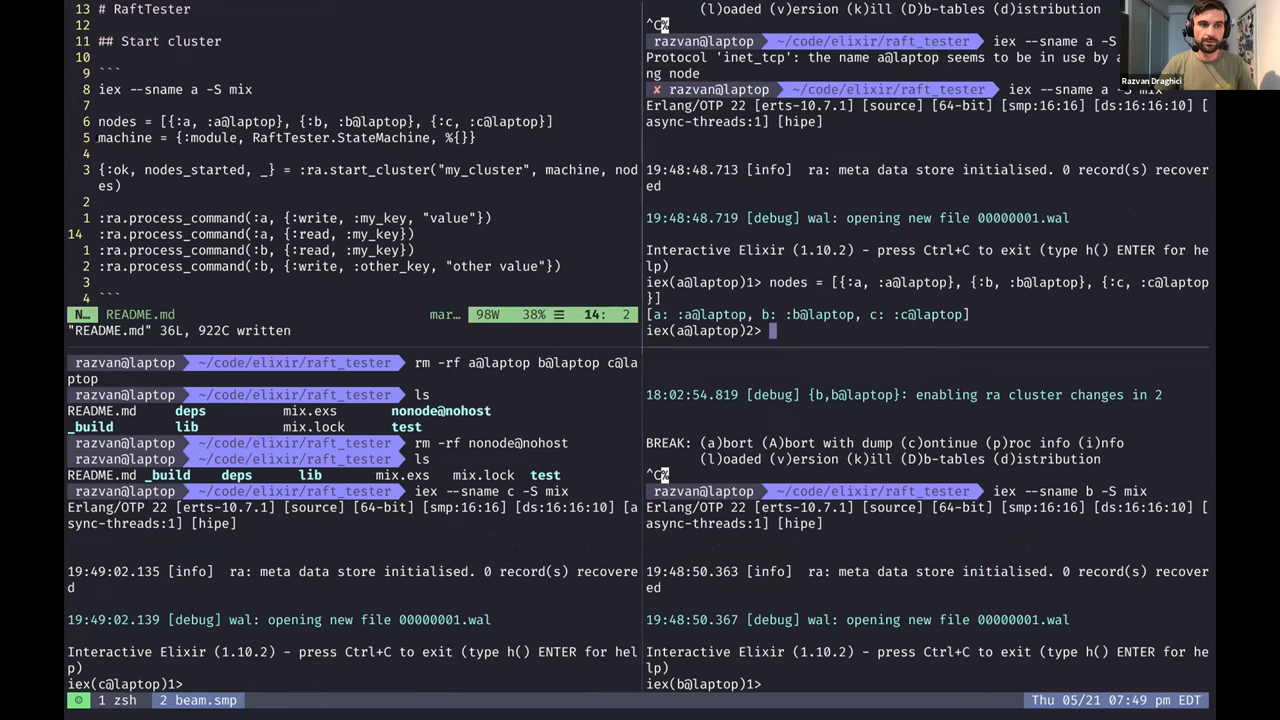 13 # RaftTester
12
11 ## Start cluster
10
9 ```
8 iex --sname a -S mix
7
6 nodes = [{:a, :a@laptop}, {:b, :b@laptop}, {:c, :c@laptop}]
5 machine = {:module, RaftTester.StateMachine, %{}}
4
3 {:ok, nodes_started, _} = :ra.start_cluster("my_cluster", machine, nod
es)
2
1 :ra.process_command(:a, {:write, :my_key, "value"})
14 :ra.process_command(:a, {:read, :my_key})
1 :ra.process_command(:b, {:read, :my_key})
2 :ra.process_command(:b, {:write, :other_key, "other value"})
3
4 ```
N… README.md mar… 98W 38% ☰ 14: 2
"README.md" 36L, 922C written
(l)oaded (v)ersion (k)ill (D)b-tables (d)istribution
^C%
razvan@laptop ~/code/elixir/raft_tester iex --sname a -S
Protocol 'inet_tcp': the name a@laptop seems to be in use by a
ng node
✘ razvan@laptop ~/code/elixir/raft_tester iex --sname a -S mix
Erlang/OTP 22 [erts-10.7.1] [source] [64-bit] [smp:16:16] [ds:16:16:10] [
async-threads:1] [hipe]
19:48:48.713 [info] ra: meta data store initialised. 0 record(s) recover
ed
19:48:48.719 [debug] wal: opening new file 00000001.wal
Interactive Elixir (1.10.2) - press Ctrl+C to exit (type h() ENTER for he
lp)
iex(a@laptop)1> nodes = [{:a, :a@laptop}, {:b, :b@laptop}, {:c, :c@laptop
}]
[a: :a@laptop, b: :b@laptop, c: :c@laptop]
iex(a@laptop)2>
Razvan Draghici
razvan@laptop ~/code/elixir/raft_tester rm -rf a@laptop b@laptop c@la
ptop
razvan@laptop ~/code/elixir/raft_tester ls
README.md deps mix.exs nonode@nohost
_build lib mix.lock test
razvan@laptop ~/code/elixir/raft_tester rm -rf nonode@nohost
razvan@laptop ~/code/elixir/raft_tester ls
README.md _build deps lib mix.exs mix.lock test
razvan@laptop ~/code/elixir/raft_tester iex --sname c -S mix
Erlang/OTP 22 [erts-10.7.1] [source] [64-bit] [smp:16:16] [ds:16:16:10] [a
sync-threads:1] [hipe]
19:49:02.135 [info] ra: meta data store initialised. 0 record(s) recovere
d
19:49:02.139 [debug] wal: opening new file 00000001.wal
Interactive Elixir (1.10.2) - press Ctrl+C to exit (type h() ENTER for hel
p)
iex(c@laptop)1>
18:02:54.819 [debug] {b,b@laptop}: enabling ra cluster changes in 2
BREAK: (a)bort (A)bort with dump (c)ontinue (p)roc info (i)nfo
(l)oaded (v)ersion (k)ill (D)b-tables (d)istribution
^C%
razvan@laptop ~/code/elixir/raft_tester iex --sname b -S mix
Erlang/OTP 22 [erts-10.7.1] [source] [64-bit] [smp:16:16] [ds:16:16:10] [
async-threads:1] [hipe]
19:48:50.363 [info] ra: meta data store initialised. 0 record(s) recover
ed
19:48:50.367 [debug] wal: opening new file 00000001.wal
Interactive Elixir (1.10.2) - press Ctrl+C to exit (type h() ENTER for he
lp)
iex(b@laptop)1>
1 zsh 2 beam.smp Thu 05/21 07:49 pm EDT